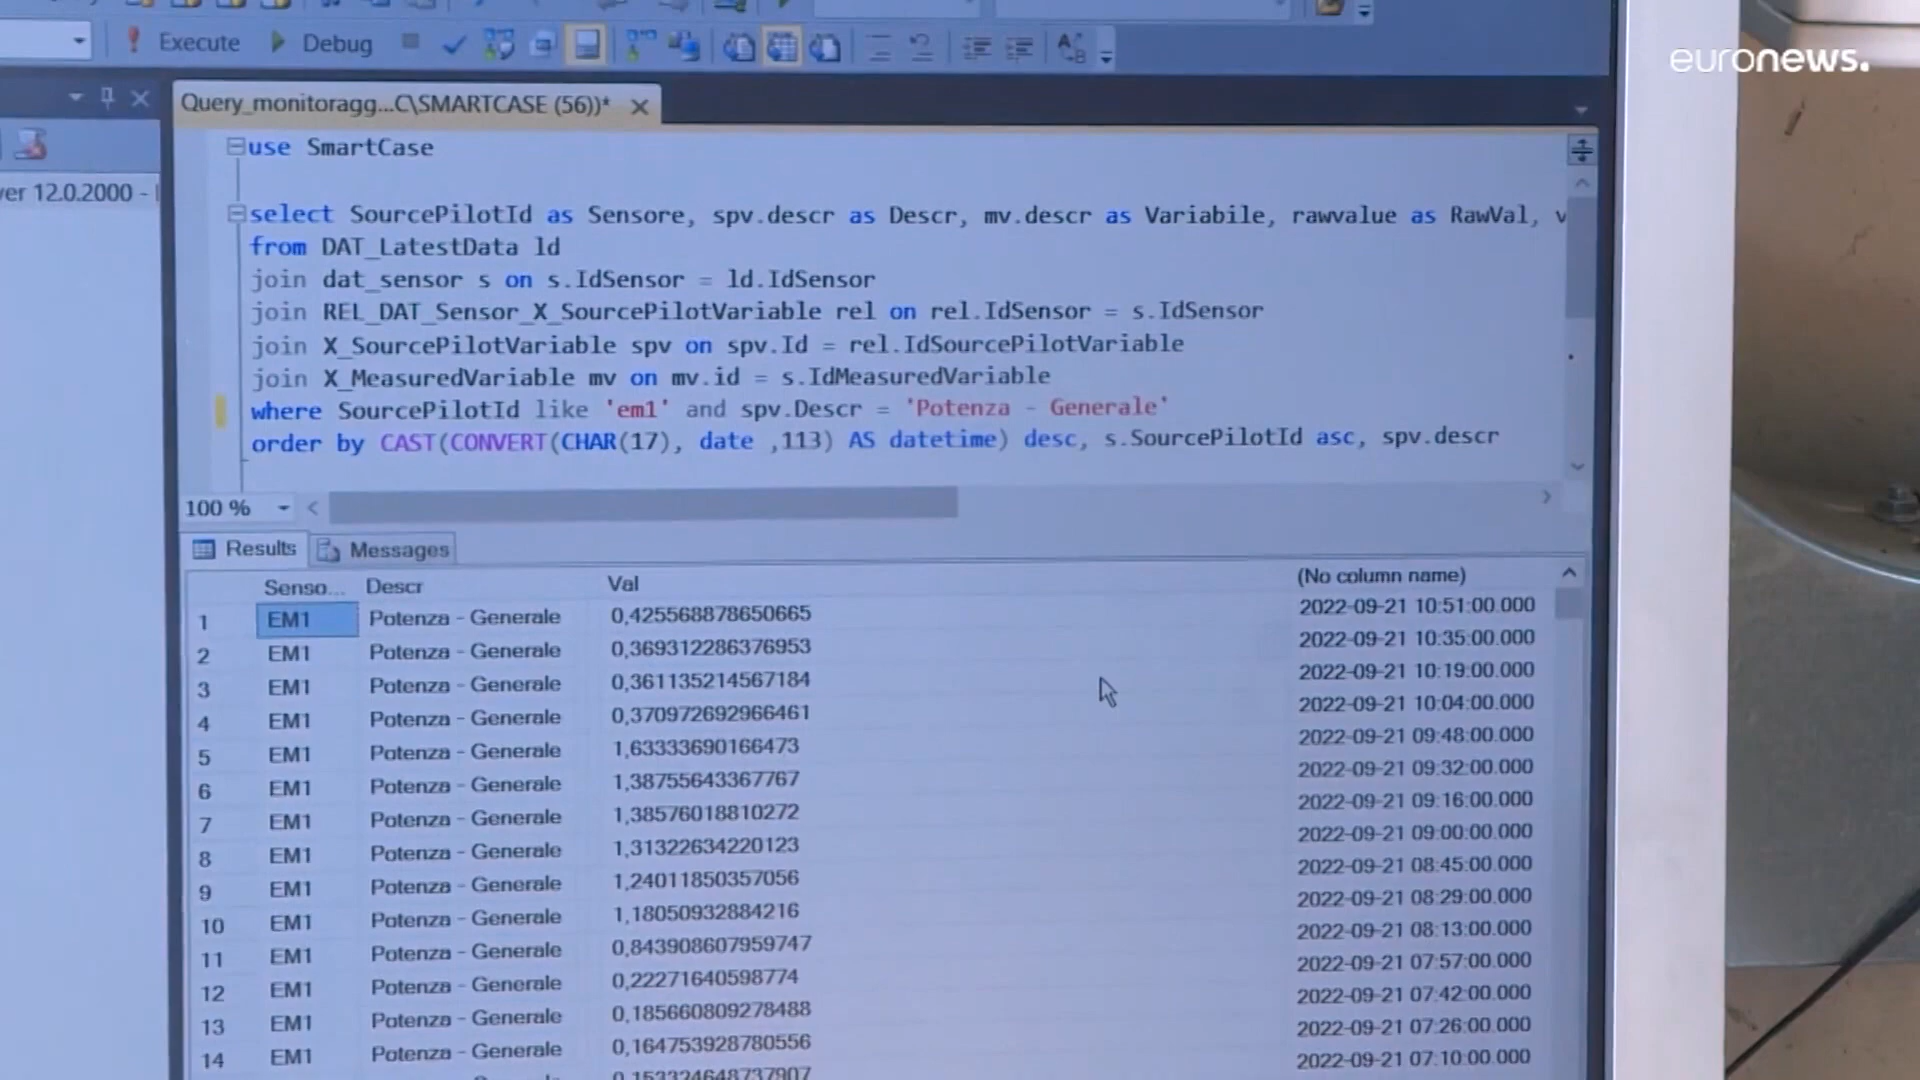 euronews.
Execute Debug
Query_monitoragg...C\SMARTCASE (56))*
ver 12.0.2000 -
use SmartCase
select SourcePilotId as Sensore, spv.descr as Descr, mv.descr as Variabile, rawvalue as RawVal, v
from DAT_LatestData ld
join dat_sensor s on s.IdSensor = ld.IdSensor
join REL_DAT_Sensor_X_SourcePilotVariable rel on rel.IdSensor = s.IdSensor
join X_SourcePilotVariable spv on spv.Id = rel.IdSourcePilotVariable
join X_MeasuredVariable mv on mv.id = s.IdMeasuredVariable
where SourcePilotId like 'em1' and spv.Descr = 'Potenza - Generale'
order by CAST(CONVERT(CHAR(17), date ,113) AS datetime) desc, s.SourcePilotId asc, spv.descr
100 %
Results Messages
Senso... Descr Val (No column name)
1 EM1 Potenza - Generale 0,425568878650665 2022-09-21 10:51:00.000
2 EM1 Potenza - Generale 0,369312286376953 2022-09-21 10:35:00.000
3 EM1 Potenza - Generale 0,361135214567184 2022-09-21 10:19:00.000
4 EM1 Potenza - Generale 0,370972692966461 2022-09-21 10:04:00.000
5 EM1 Potenza - Generale 1,63333690166473 2022-09-21 09:48:00.000
6 EM1 Potenza - Generale 1,38755643367767 2022-09-21 09:32:00.000
7 EM1 Potenza - Generale 1,38576018810272 2022-09-21 09:16:00.000
8 EM1 Potenza - Generale 1,31322634220123 2022-09-21 09:00:00.000
9 EM1 Potenza - Generale 1,24011850357056 2022-09-21 08:45:00.000
10 EM1 Potenza - Generale 1,18050932884216 2022-09-21 08:29:00.000
11 EM1 Potenza - Generale 0,843908607959747 2022-09-21 08:13:00.000
12 EM1 Potenza - Generale 0,22271640598774 2022-09-21 07:57:00.000
13 EM1 Potenza - Generale 0,185660809278488 2022-09-21 07:42:00.000
14 EM1 Potenza - Generale 0,164753928780556 2022-09-21 07:26:00.000
0,153324648737907 2022-09-21 07:10:00.000